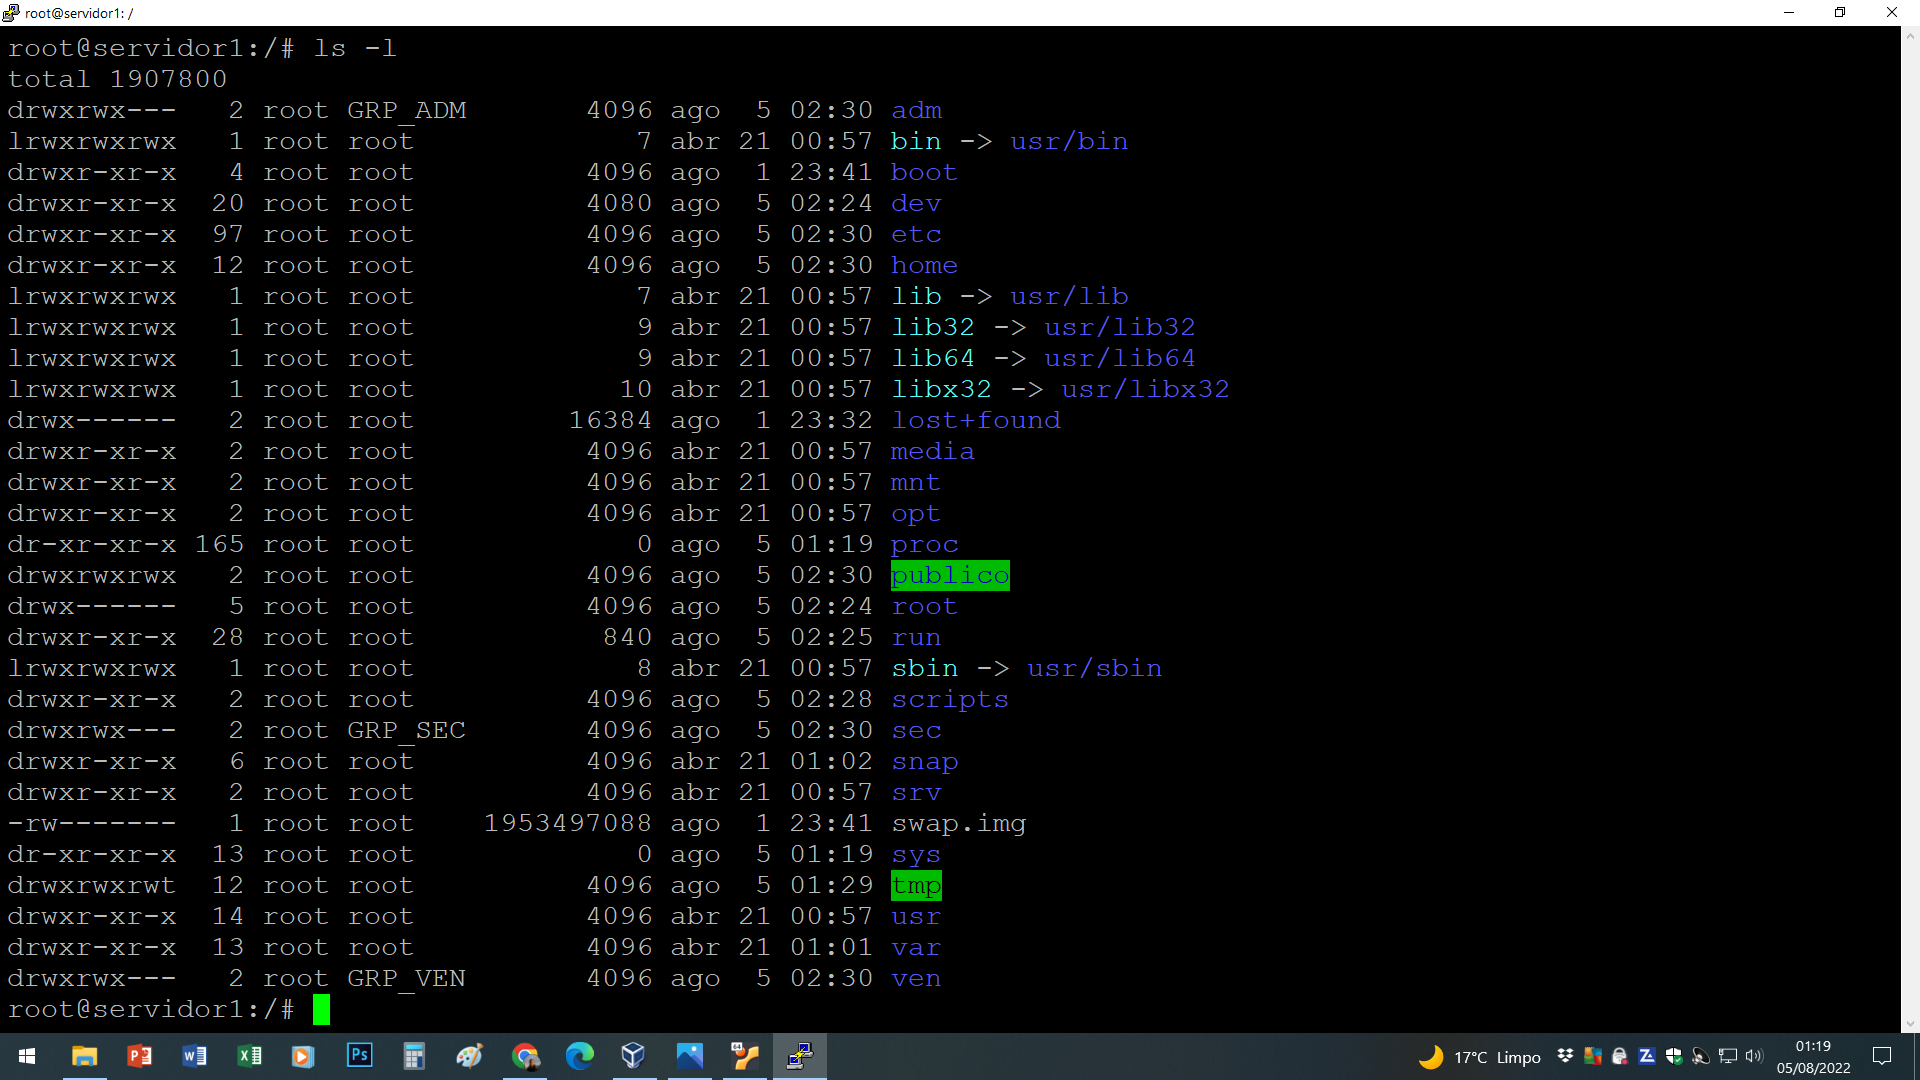 root@servidor1: /
root@servidor1:/# ls -l
total 1907800
drwxrwx---   2 root GRP_ADM       4096 ago  5 02:30 adm
lrwxrwxrwx   1 root root             7 abr 21 00:57 bin -> usr/bin
drwxr-xr-x   4 root root          4096 ago  1 23:41 boot
drwxr-xr-x  20 root root          4080 ago  5 02:24 dev
drwxr-xr-x  97 root root          4096 ago  5 02:30 etc
drwxr-xr-x  12 root root          4096 ago  5 02:30 home
lrwxrwxrwx   1 root root             7 abr 21 00:57 lib -> usr/lib
lrwxrwxrwx   1 root root             9 abr 21 00:57 lib32 -> usr/lib32
lrwxrwxrwx   1 root root             9 abr 21 00:57 lib64 -> usr/lib64
lrwxrwxrwx   1 root root            10 abr 21 00:57 libx32 -> usr/libx32
drwx------   2 root root         16384 ago  1 23:32 lost+found
drwxr-xr-x   2 root root          4096 abr 21 00:57 media
drwxr-xr-x   2 root root          4096 abr 21 00:57 mnt
drwxr-xr-x   2 root root          4096 abr 21 00:57 opt
dr-xr-xr-x 165 root root             0 ago  5 01:19 proc
drwxrwxrwx   2 root root          4096 ago  5 02:30 publico
drwx------   5 root root          4096 ago  5 02:24 root
drwxr-xr-x  28 root root           840 ago  5 02:25 run
lrwxrwxrwx   1 root root             8 abr 21 00:57 sbin -> usr/sbin
drwxr-xr-x   2 root root          4096 ago  5 02:28 scripts
drwxrwx---   2 root GRP_SEC       4096 ago  5 02:30 sec
drwxr-xr-x   6 root root          4096 abr 21 01:02 snap
drwxr-xr-x   2 root root          4096 abr 21 00:57 srv
-rw-------   1 root root    1953497088 ago  1 23:41 swap.img
dr-xr-xr-x  13 root root             0 ago  5 01:19 sys
drwxrwxrwt  12 root root          4096 ago  5 01:29 tmp
drwxr-xr-x  14 root root          4096 abr 21 00:57 usr
drwxr-xr-x  13 root root          4096 abr 21 01:01 var
drwxrwx---   2 root GRP_VEN       4096 ago  5 02:30 ven
root@servidor1:/#
17°C Limpo
01:19
05/08/2022